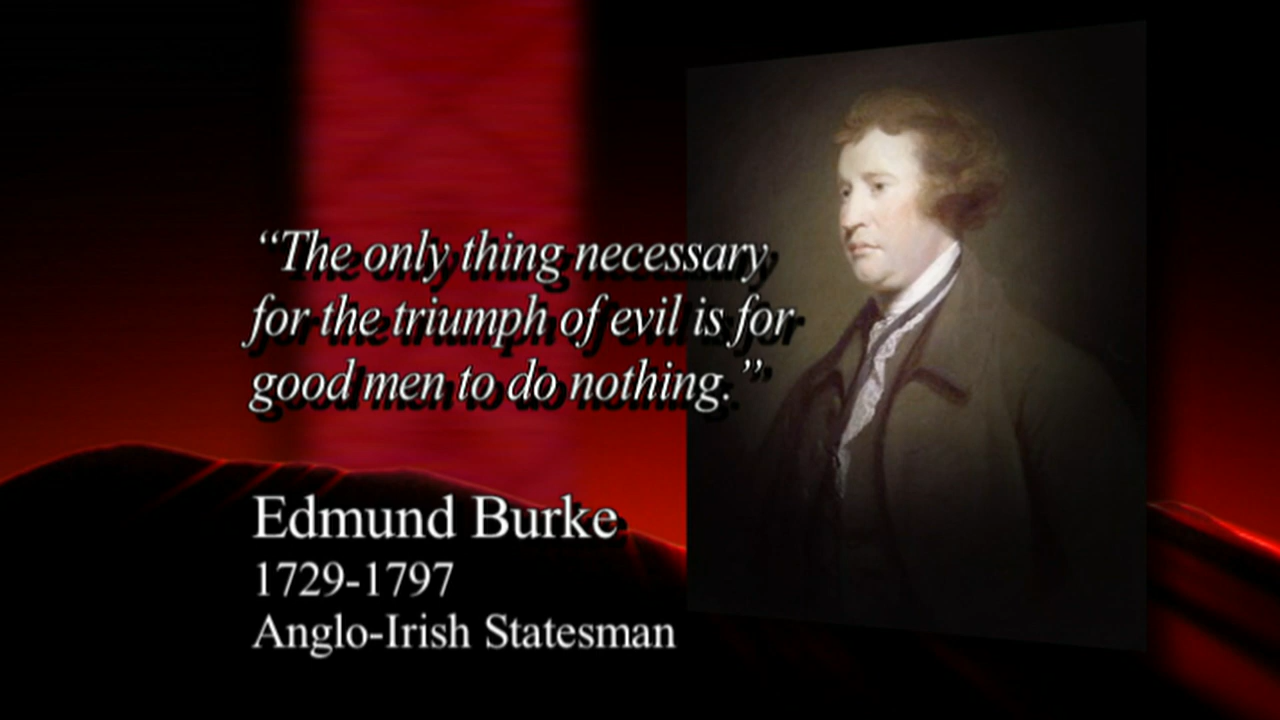 “The only thing necessary
for the triumph of evil is for
good men to do nothing.”
Edmund Burke
1729-1797
Anglo-Irish Statesman